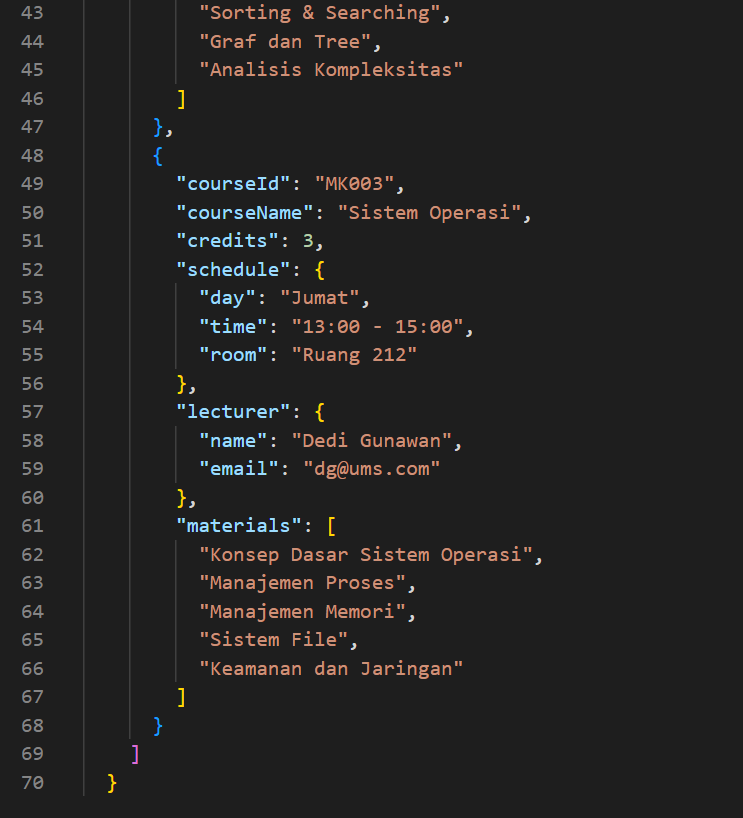 43 "Sorting & Searching",
44 "Graf dan Tree",
45 "Analisis Kompleksitas"
46 ]
47 },
48 {
49 "courseId": "MK003",
50 "courseName": "Sistem Operasi",
51 "credits": 3,
52 "schedule": {
53 "day": "Jumat",
54 "time": "13:00 - 15:00",
55 "room": "Ruang 212"
56 },
57 "lecturer": {
58 "name": "Dedi Gunawan",
59 "email": "dg@ums.com"
60 },
61 "materials": [
62 "Konsep Dasar Sistem Operasi",
63 "Manajemen Proses",
64 "Manajemen Memori",
65 "Sistem File",
66 "Keamanan dan Jaringan"
67 ]
68 }
69 ]
70 }